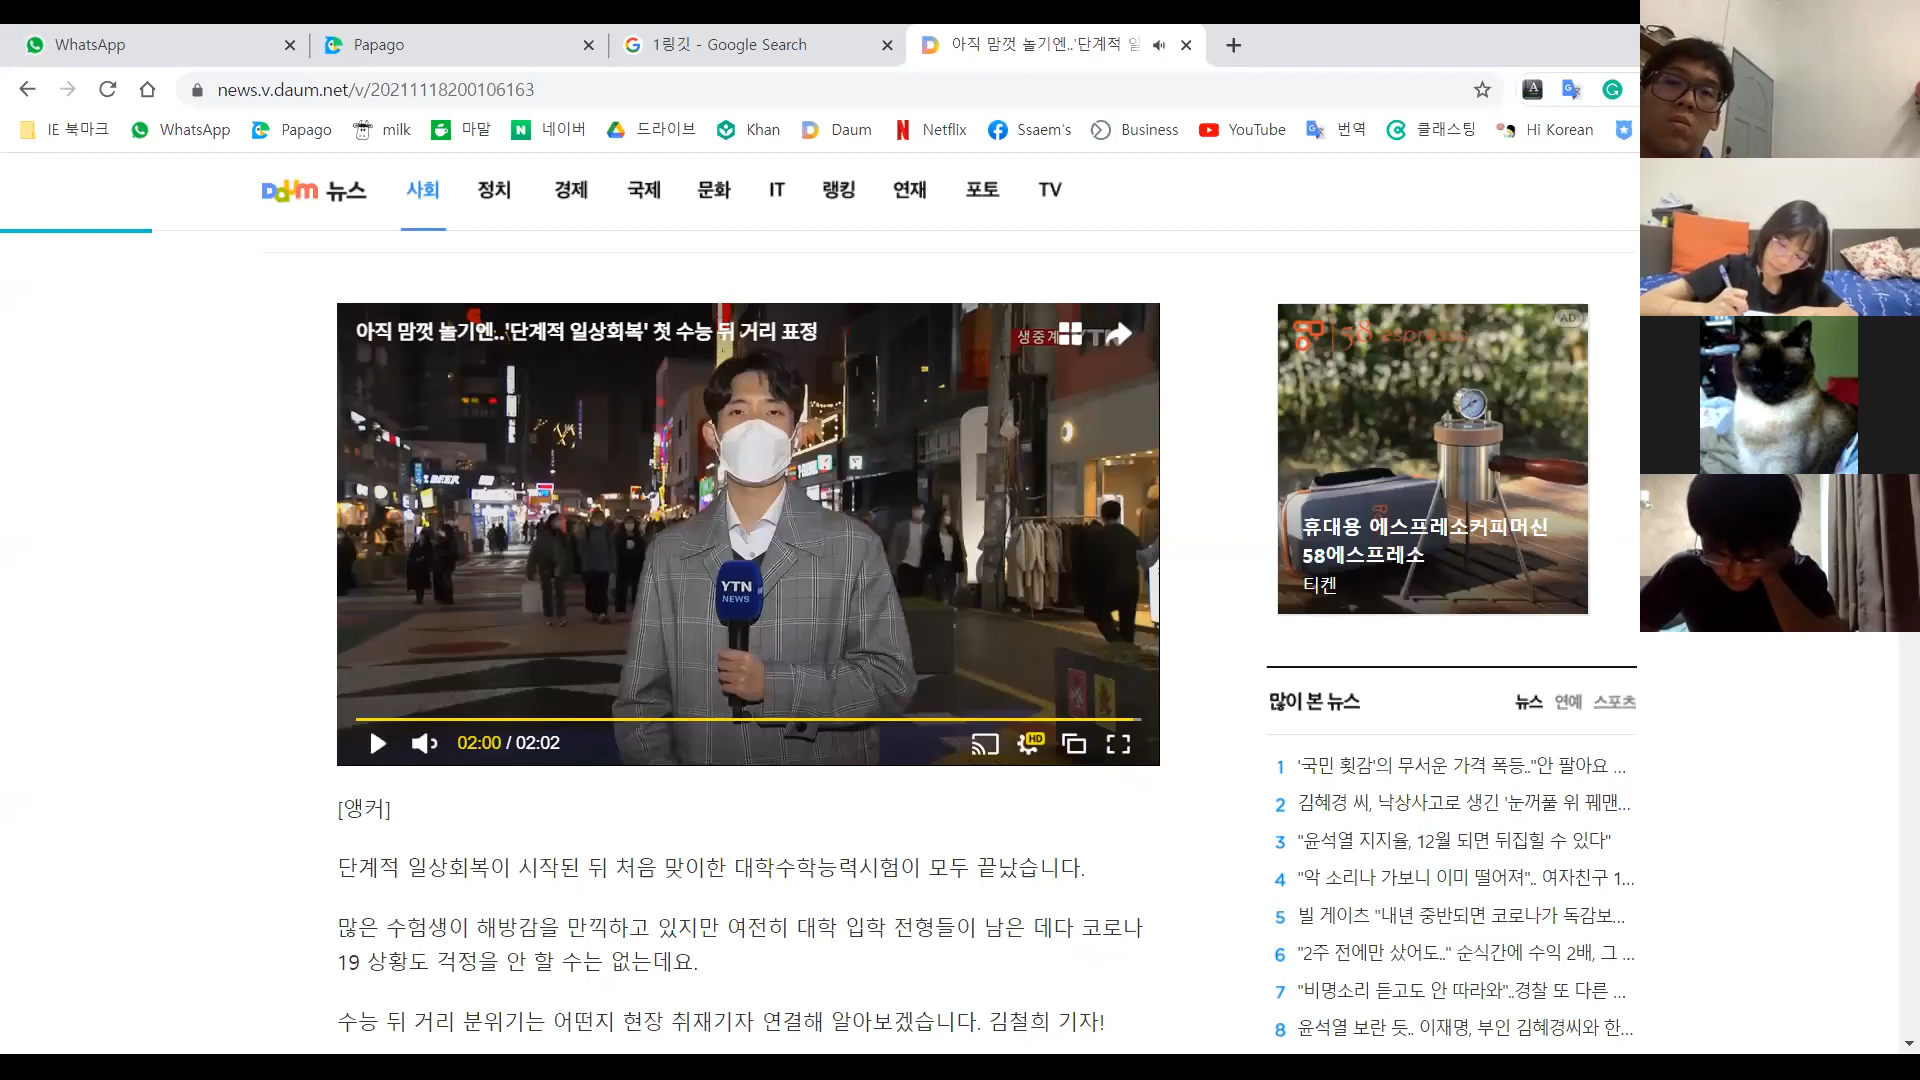 WhatsApp
Papago
1링깃 - Google Search
아직 맘껏 놀기엔..'단계적 일
news.v.daum.net/v/20211118200106163
IE 북마크
WhatsApp
Papago
milk
마말
네이버
드라이브
Khan
Daum
Netflix
Ssaem's
Business
YouTube
번역
클래스팅
Hi Korean
Daum 뉴스
사회
정치
경제
국제
문화
IT
랭킹
연재
포토
TV
아직 맘껏 놀기엔..'단계적 일상회복' 첫 수능 뒤 거리 표정
생중계
YTN
BEER
YTN
NEWS
02:00 / 02:02
HD
AD
58 espresso
휴대용 에스프레소커피머신
58에스프레소
티켄
[앵커]
단계적 일상회복이 시작된 뒤 처음 맞이한 대학수학능력시험이 모두 끝났습니다.
많은 수험생이 해방감을 만끽하고 있지만 여전히 대학 입학 전형들이 남은 데다 코로나
19 상황도 걱정을 안 할 수는 없는데요.
수능 뒤 거리 분위기는 어떤지 현장 취재기자 연결해 알아보겠습니다. 김철희 기자!
많이 본 뉴스
뉴스 연예 스포츠
1 '국민 횟감'의 무서운 가격 폭등.."안 팔아요 ...
2 김혜경 씨, 낙상사고로 생긴 '눈꺼풀 위 꿰맨...
3 "윤석열 지지율, 12월 되면 뒤집힐 수 있다"
4 "악 소리나 가보니 이미 떨어져".. 여자친구 1...
5 빌 게이츠 "내년 중반되면 코로나가 독감보...
6 "2주 전에만 샀어도.." 순식간에 수익 2배, 그 ...
7 "비명소리 듣고도 안 따라와"..경찰 또 다른 ...
8 윤석열 보란 듯.. 이재명, 부인 김혜경씨와 한...